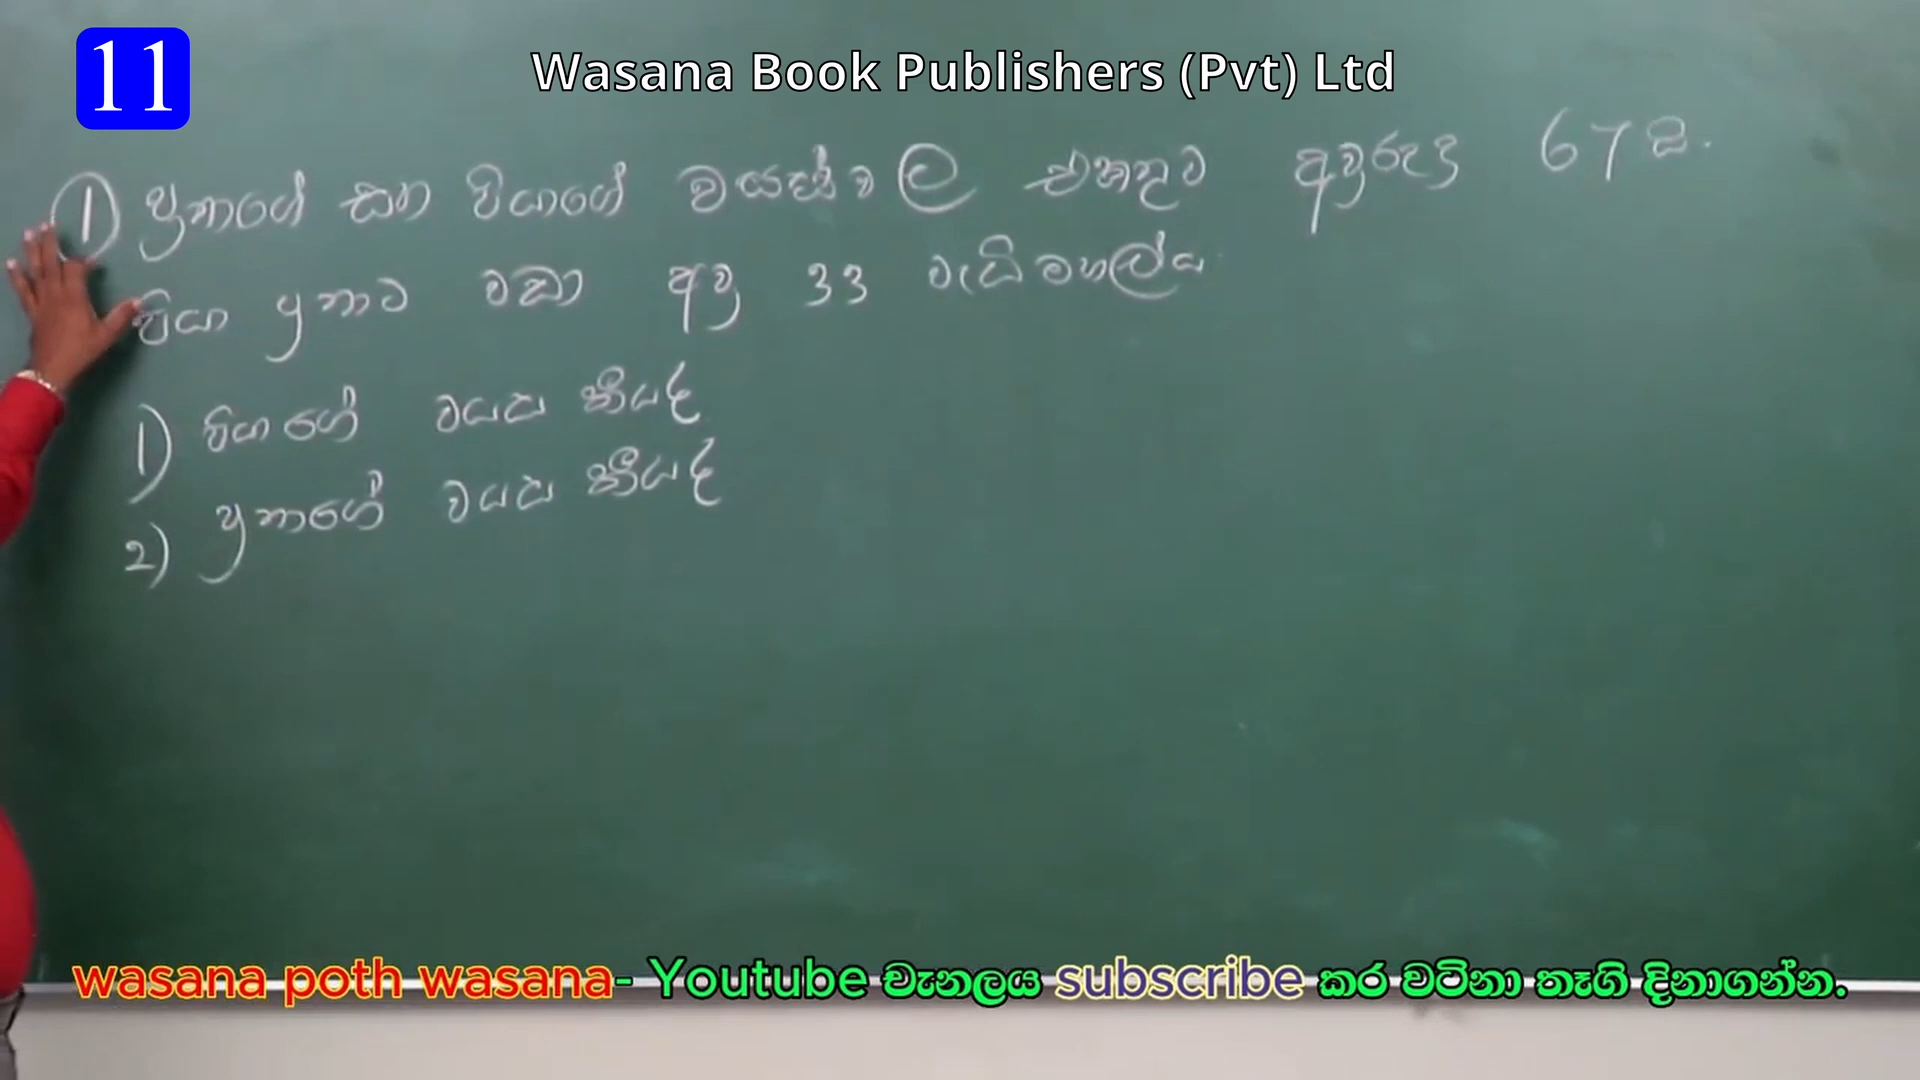 11
Wasana Book Publishers (Pvt) Ltd
① පුතාගේ සහ පියාගේ වයස්වල එකතුව අවුරුදු 67 යි.
පියා පුතාට වඩා අවු 33 වැඩිමහල්ය
1) පියාගේ වයස කීයද
2) පුතාගේ වයස කීයද
wasana poth wasana- Youtube චැනලය subscribe කර වටිනා තෑගි දිනාගන්න.